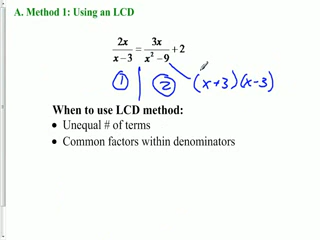 A. Method 1: Using an LCD
2x/(x-3) = 3x/(x²-9) + 2
① | ② (x+3)(x-3)
When to use LCD method:
• Unequal # of terms
• Common factors within denominators